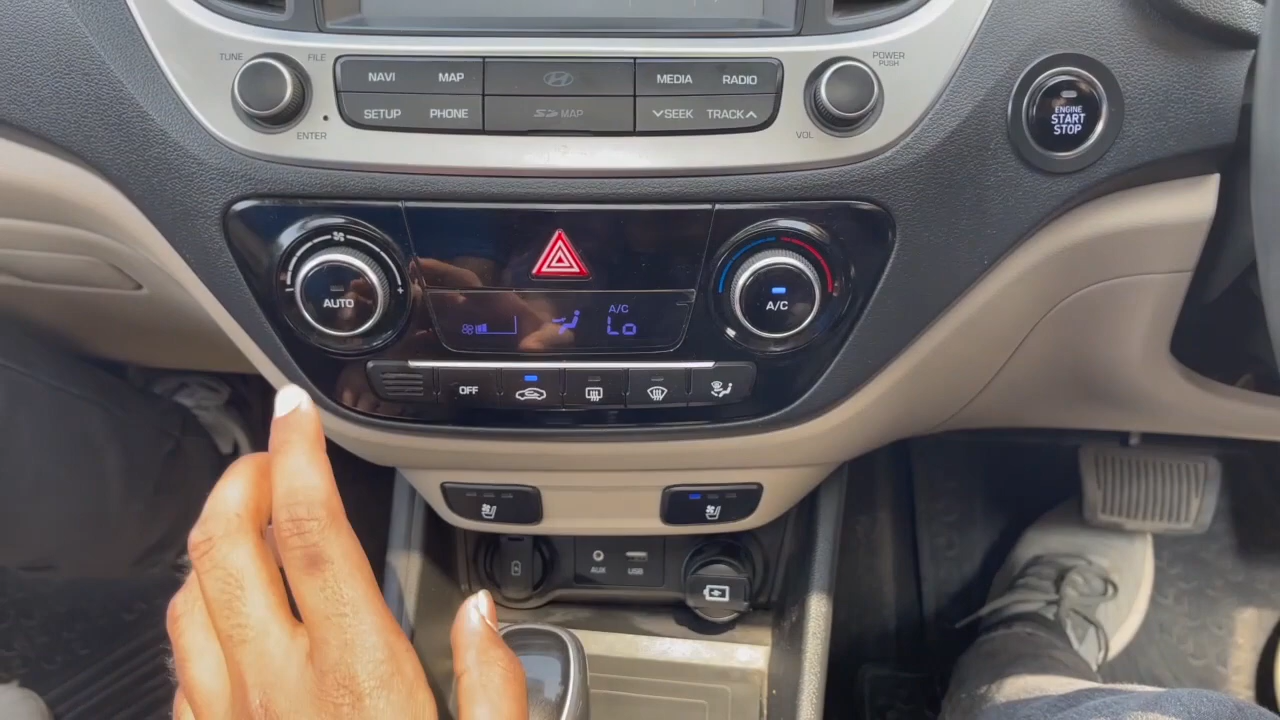 TUNE
FILE
NAVI
MAP
MEDIA
RADIO
POWER
PUSH
SETUP
PHONE
MAP
SEEK
TRACK
ENTER
VOL
ENGINE
START
STOP
AUTO
A/C
Lo
A/C
OFF
AUX
USB